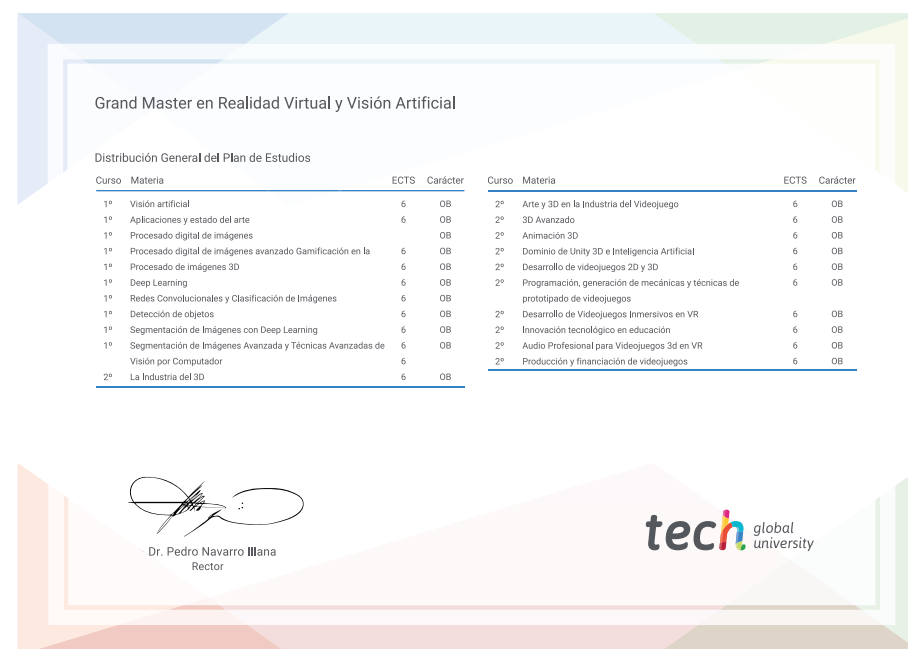 Grand Master en Realidad Virtual y Visión Artificial
Distribución General del Plan de Estudios
Curso Materia ECTS Carácter
1º Visión artificial 6 OB
1º Aplicaciones y estado del arte 6 OB
1º Procesado digital de imágenes OB
1º Procesado digital de imágenes avanzado Gamificación en la 6 OB
1º Procesado de imágenes 3D 6 OB
1º Deep Learning 6 OB
1º Redes Convolucionales y Clasificación de Imágenes 6 OB
1º Detección de objetos 6 OB
1º Segmentación de Imágenes con Deep Learning 6 OB
1º Segmentación de Imágenes Avanzada y Técnicas Avanzadas de 6 OB
Visión por Computador 6
2º La Industria del 3D 6 OB
Curso Materia ECTS Carácter
2º Arte y 3D en la Industria del Videojuego 6 OB
2º 3D Avanzado 6 OB
2º Animación 3D 6 OB
2º Dominio de Unity 3D e Inteligencia Artificial 6 OB
2º Desarrollo de videojuegos 2D y 3D 6 OB
2º Programación, generación de mecánicas y técnicas de 6 OB
prototipado de videojuegos
2º Desarrollo de Videojuegos Inmersivos en VR 6 OB
2º Innovación tecnológico en educación 6 OB
2º Audio Profesional para Videojuegos 3d en VR 6 OB
2º Producción y financiación de videojuegos 6 OB
Dr. Pedro Navarro Illana
Rector
tech global
university